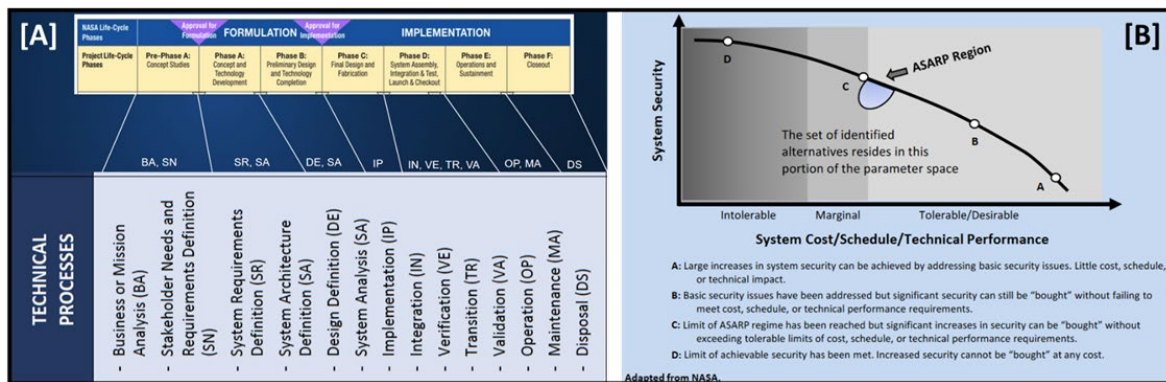 [A]
NASA Life-Cycle Phases
Approval for Formulation
FORMULATION
Approval for Implementation
IMPLEMENTATION
Project Life-Cycle Phases
Pre-Phase A:
Concept Studies
Phase A:
Concept and
Technology
Development
Phase B:
Preliminary Design
and Technology
Completion
Phase C:
Final Design and
Fabrication
Phase D:
System Assembly,
Integration & Test,
Launch & Checkout
Phase E:
Operations and
Sustainment
Phase F:
Closeout
BA, SN
SR, SA
DE, SA
IP
IN, VE, TR, VA
OP, MA
DS
TECHNICAL
PROCESSES
- Business or Mission
Analysis (BA)
- Stakeholder Needs and
Requirements Definition
(SN)
- System Requirements
Definition (SR)
- System Architecture
Definition (SA)
- Design Definition (DE)
- System Analysis (SA)
- Implementation (IP)
- Integration (IN)
- Verification (VE)
- Transition (TR)
- Validation (VA)
- Operation (OP)
- Maintenance (MA)
- Disposal (DS)
[B]
System Security
D
C
ASARP Region
B
A
The set of identified
alternatives resides in this
portion of the parameter space
Intolerable
Marginal
Tolerable/Desirable
System Cost/Schedule/Technical Performance
A: Large increases in system security can be achieved by addressing basic security issues. Little cost, schedule,
or technical impact.
B: Basic security issues have been addressed but significant security can still be “bought” without failing to
meet cost, schedule, or technical performance requirements.
C: Limit of ASARP regime has been reached but significant increases in security can be “bought” without
exceeding tolerable limits of cost, schedule, or technical performance requirements.
D: Limit of achievable security has been met. Increased security cannot be “bought” at any cost.
Adapted from NASA.